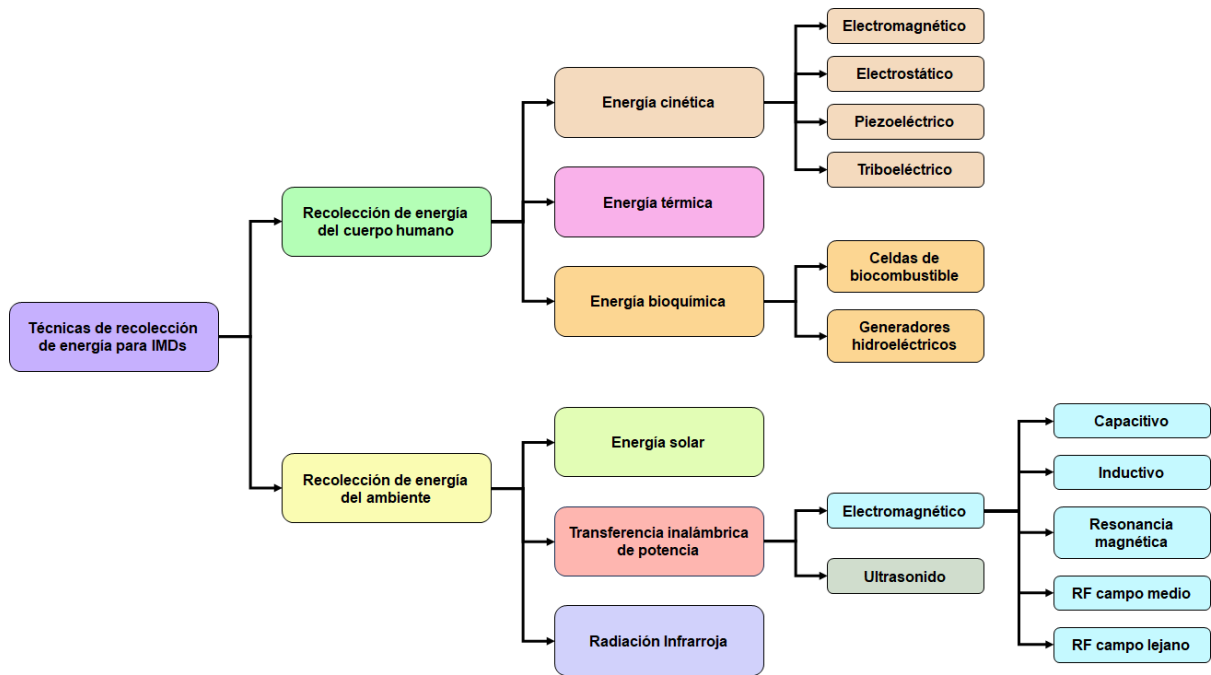 Técnicas de recolección
de energía para IMDs
Recolección de energía
del cuerpo humano
Energía cinética
Electromagnético
Electrostático
Piezoeléctrico
Triboeléctrico
Energía térmica
Energía bioquímica
Celdas de
biocombustible
Generadores
hidroeléctricos
Recolección de energía
del ambiente
Energía solar
Transferencia inalámbrica
de potencia
Electromagnético
Capacitivo
Inductivo
Resonancia
magnética
RF campo medio
RF campo lejano
Ultrasonido
Radiación Infrarroja